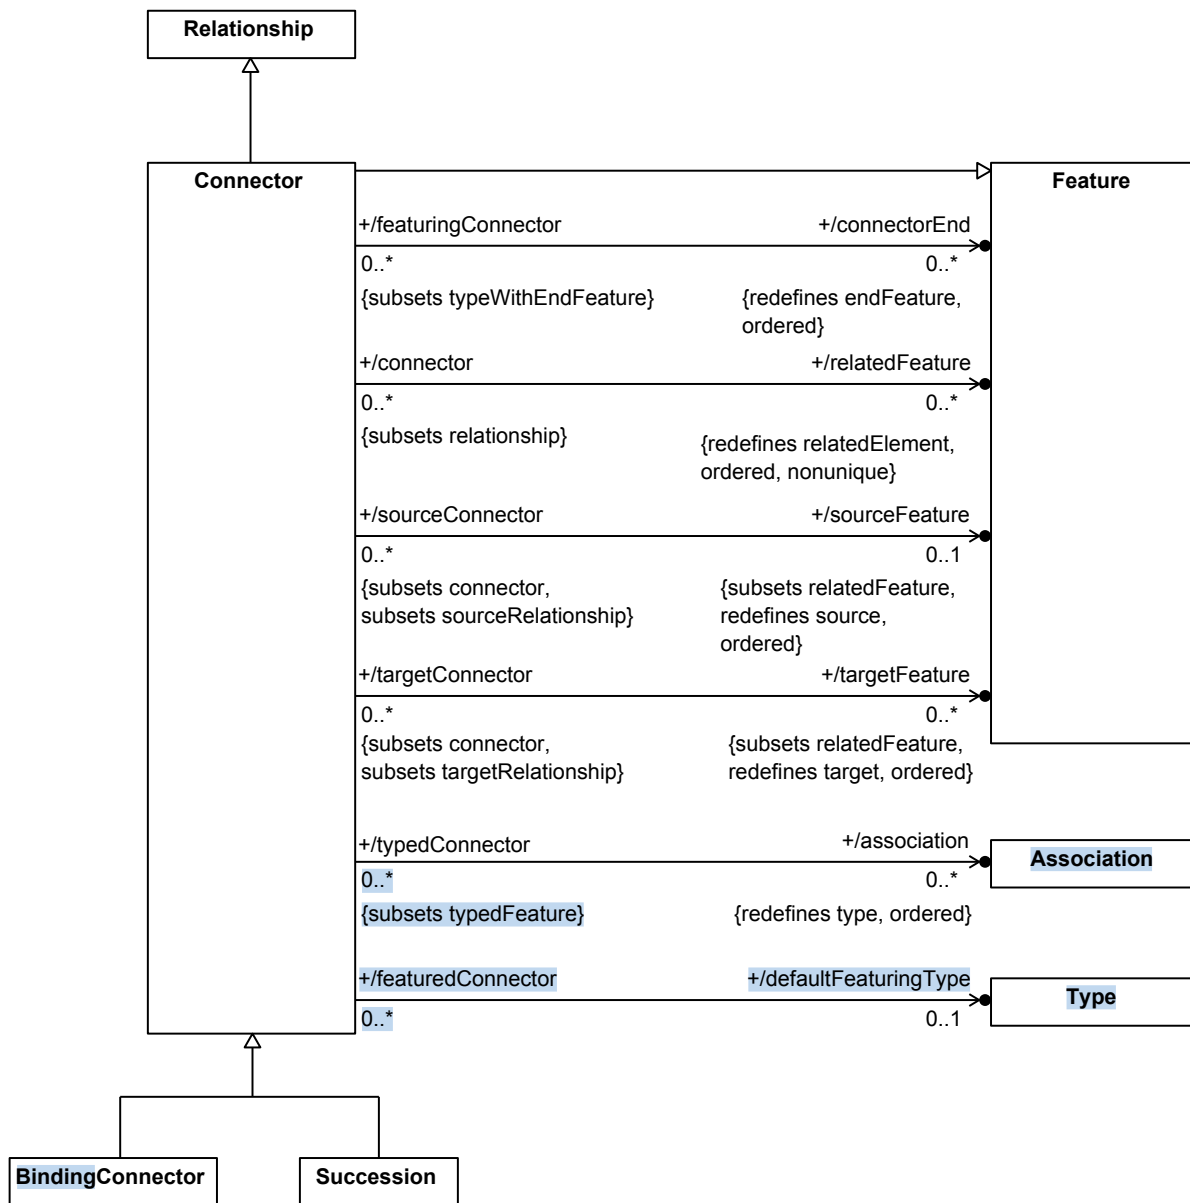 Relationship
Connector
Feature
+/featuringConnector
+/connectorEnd
0..*
0..*
{subsets typeWithEndFeature}
{redefines endFeature,
ordered}
+/connector
+/relatedFeature
0..*
0..*
{subsets relationship}
{redefines relatedElement,
ordered, nonunique}
+/sourceConnector
+/sourceFeature
0..*
0..1
{subsets connector,
subsets sourceRelationship}
{subsets relatedFeature,
redefines source,
ordered}
+/targetConnector
+/targetFeature
0..*
0..*
{subsets connector,
subsets targetRelationship}
{subsets relatedFeature,
redefines target, ordered}
+/typedConnector
+/association
Association
0..*
0..*
{subsets typedFeature}
{redefines type, ordered}
+/featuredConnector
+/defaultFeaturingType
Type
0..*
0..1
BindingConnector
Succession